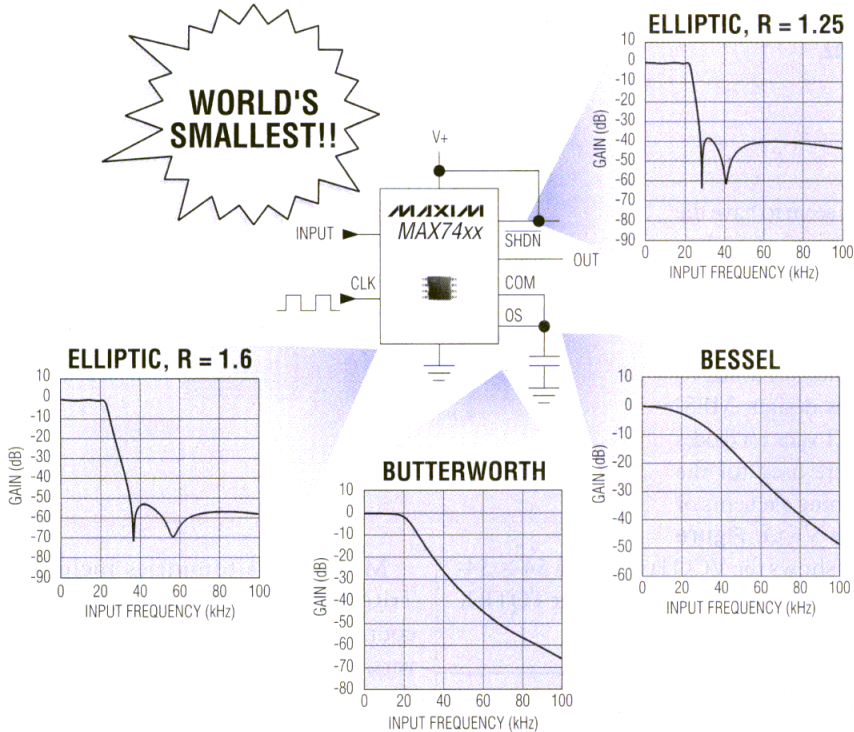 WORLD'S
SMALLEST!!
ELLIPTIC, R = 1.25
10
0
-10
-20
-30
-40
-50
-60
-70
-80
-90
GAIN (dB)
0 20 40 60 80 100
INPUT FREQUENCY (kHz)
V+
MAXIM
MAX74xx
INPUT
CLK
SHDN
OUT
COM
OS
ELLIPTIC, R = 1.6
10
0
-10
-20
-30
-40
-50
-60
-70
-80
-90
GAIN (dB)
0 20 40 60 80 100
INPUT FREQUENCY (kHz)
BUTTERWORTH
10
0
-10
-20
-30
-40
-50
-60
-70
-80
GAIN (dB)
0 20 40 60 80 100
INPUT FREQUENCY (kHz)
BESSEL
10
0
-10
-20
-30
-40
-50
-60
GAIN (dB)
0 20 40 60 80 100
INPUT FREQUENCY (kHz)